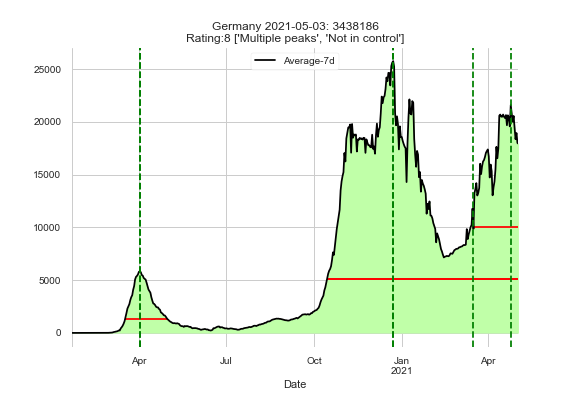 Germany 2021-05-03: 3438186
Rating:8 ['Multiple peaks', 'Not in control']
Average-7d
25000
20000
15000
10000
5000
0
Apr
Jul
Oct
Jan
2021
Apr
Date